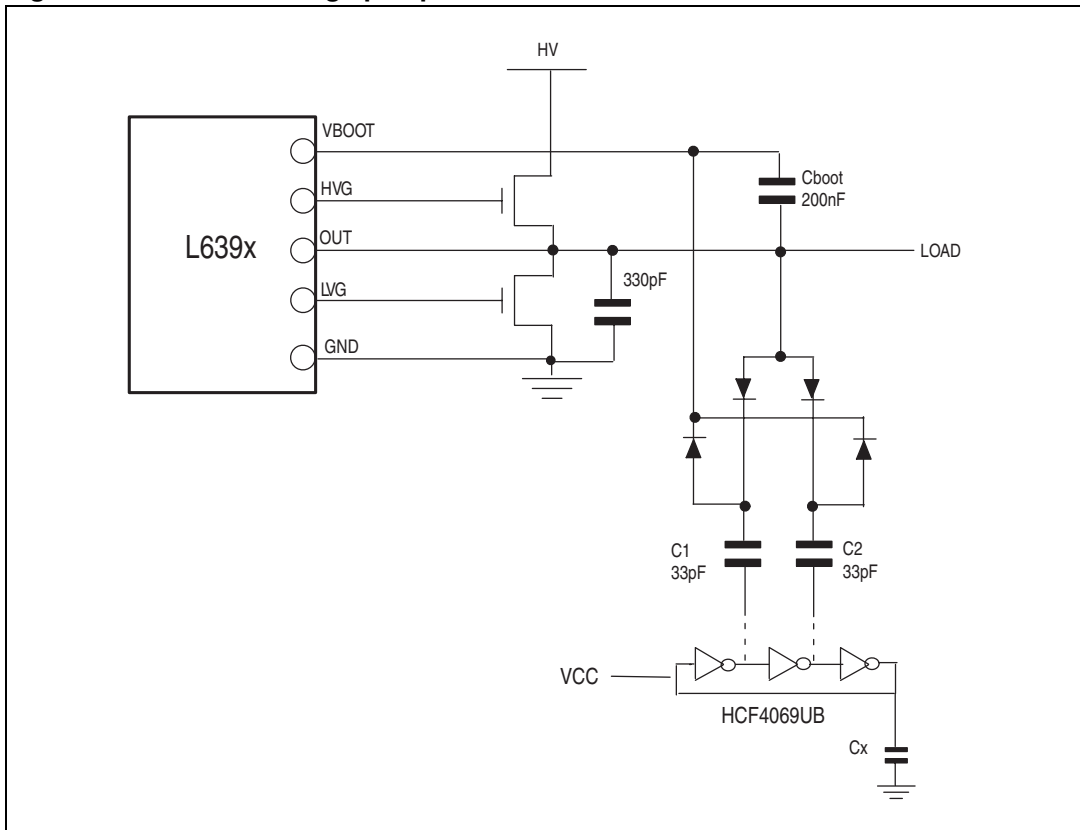 HV
VBOOT
Cboot
200nF
HVG
L639x
OUT
LOAD
330pF
LVG
GND
C1
33pF
C2
33pF
VCC
HCF4069UB
Cx